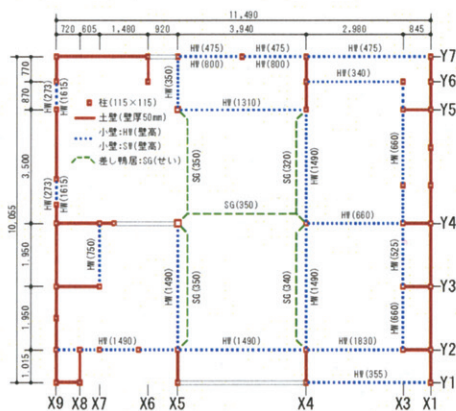 11,490
720 605 1,480 920 3,940 2,980 845
HW(475) HW(475) HW(475)
HW(800) HW(800)
Y7
770
HW(273)
HW(1615)
HW(350)
HW(340)
Y6
柱(115×115)
HW(1310)
Y5
870
土壁(壁厚50mm)
小壁:HW(壁高)
小壁:SW(壁高)
差し鴨居:SG(せい)
HW(660)
SG(350)
SG(320)
HW(1490)
3,500
HW(273)
HW(1615)
10,055
SG(350)
HW(660)
Y4
HW(750)
HW(1490)
SG(350)
SG(340)
HW(1490)
HW(525)
1,950
Y3
HW(660)
1,950
HW(1490) HW(1490) HW(1830)
Y2
1,015
HW(355)
Y1
X9 X8 X7 X6 X5 X4 X3 X1